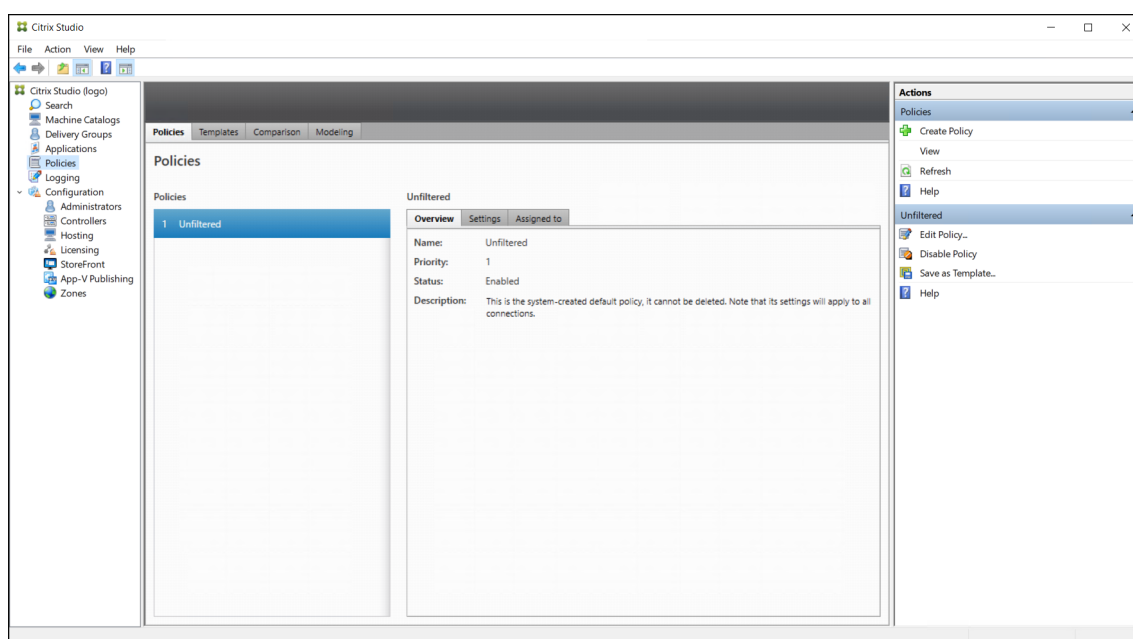 Citrix Studio
File Action View Help
Citrix Studio (logo)
Search
Machine Catalogs
Delivery Groups
Applications
Policies
Logging
Configuration
Administrators
Controllers
Hosting
Licensing
StoreFront
App-V Publishing
Zones
Policies Templates Comparison Modeling
Policies
Policies
1 Unfiltered
Unfiltered
Overview Settings Assigned to
Name: Unfiltered
Priority: 1
Status: Enabled
Description: This is the system-created default policy, it cannot be deleted. Note that its settings will apply to all
connections.
Actions
Policies
Create Policy
View
Refresh
Help
Unfiltered
Edit Policy...
Disable Policy
Save as Template...
Help